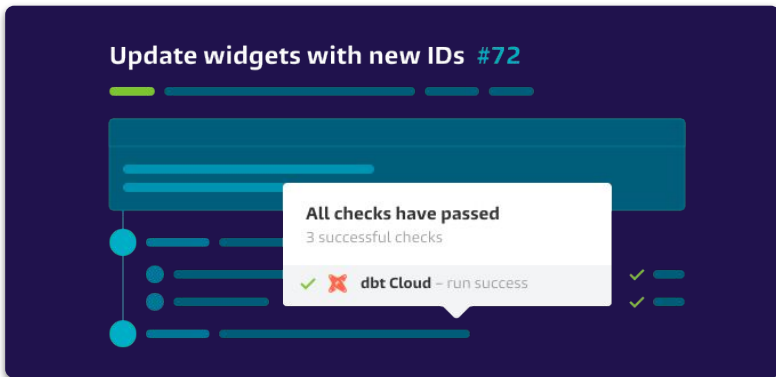 Update widgets with new IDs #72
All checks have passed
3 successful checks
dbt Cloud – run success